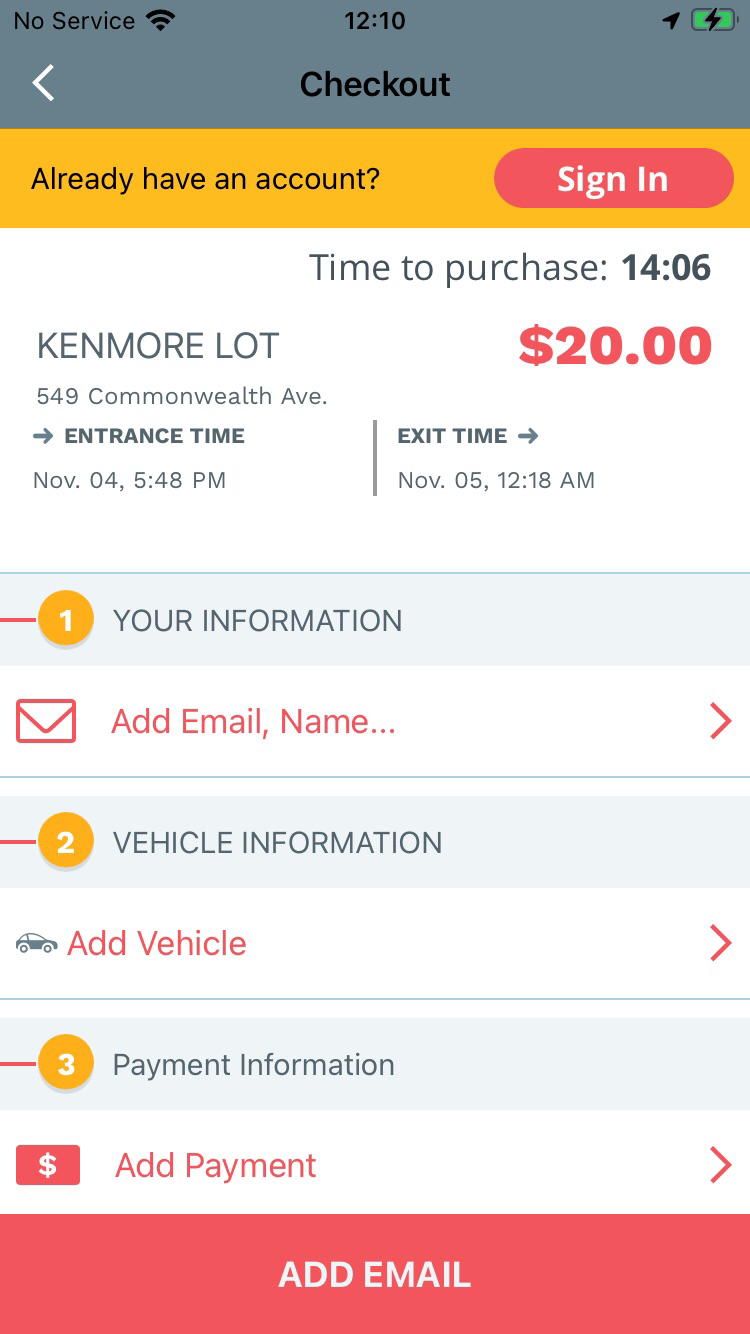 No Service 12:10
Checkout
Already have an account? Sign In
Time to purchase: 14:06
KENMORE LOT $20.00
549 Commonwealth Ave.
→ ENTRANCE TIME EXIT TIME →
Nov. 04, 5:48 PM Nov. 05, 12:18 AM
1 YOUR INFORMATION
Add Email, Name...
2 VEHICLE INFORMATION
Add Vehicle
3 Payment Information
$ Add Payment
ADD EMAIL